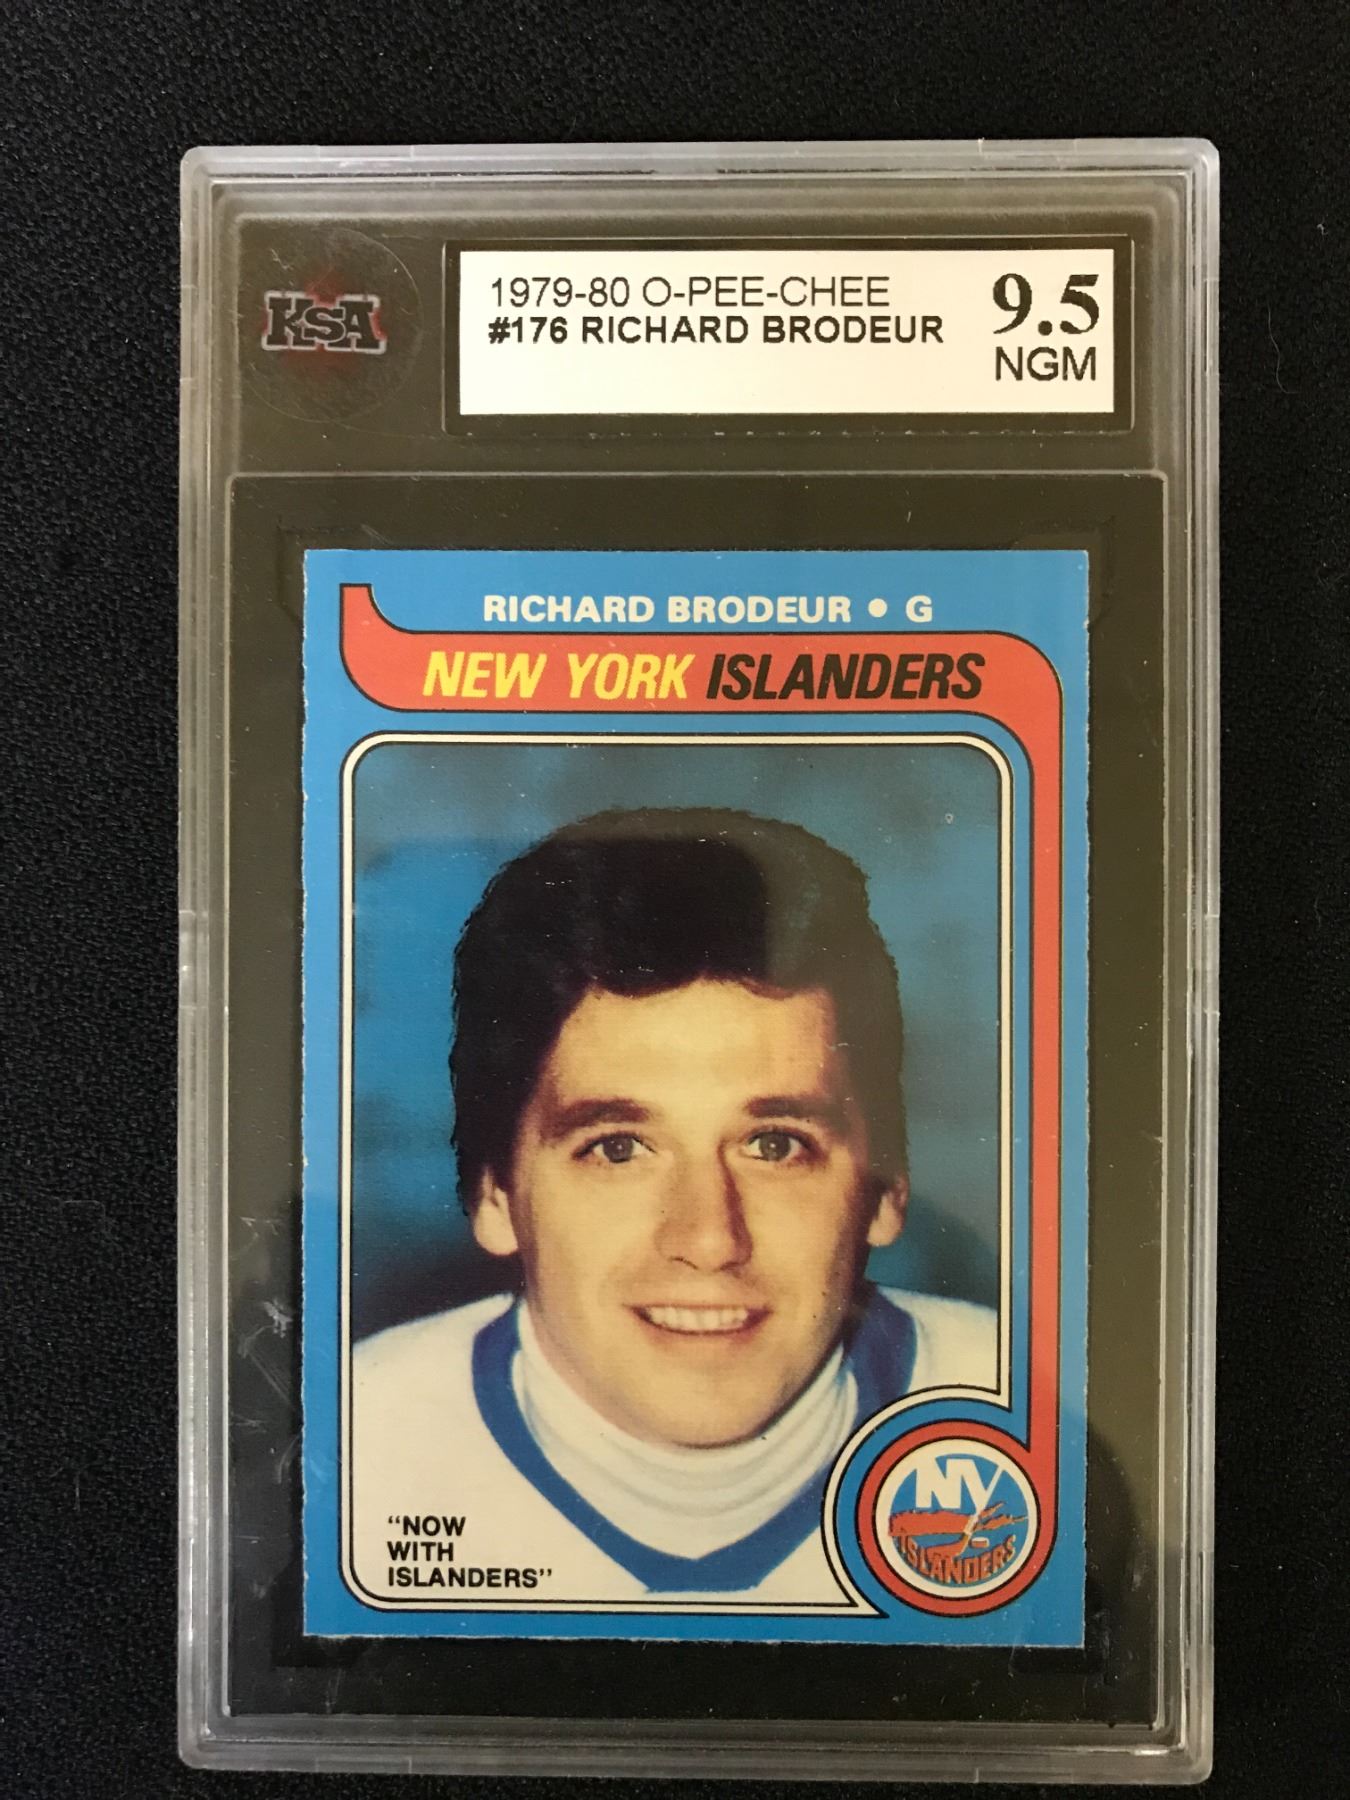 KSA
1979-80 O-PEE-CHEE
#176 RICHARD BRODEUR
9.5
NGM
RICHARD BRODEUR • G
NEW YORK ISLANDERS
"NOW
WITH
ISLANDERS"
NY
ISLANDERS